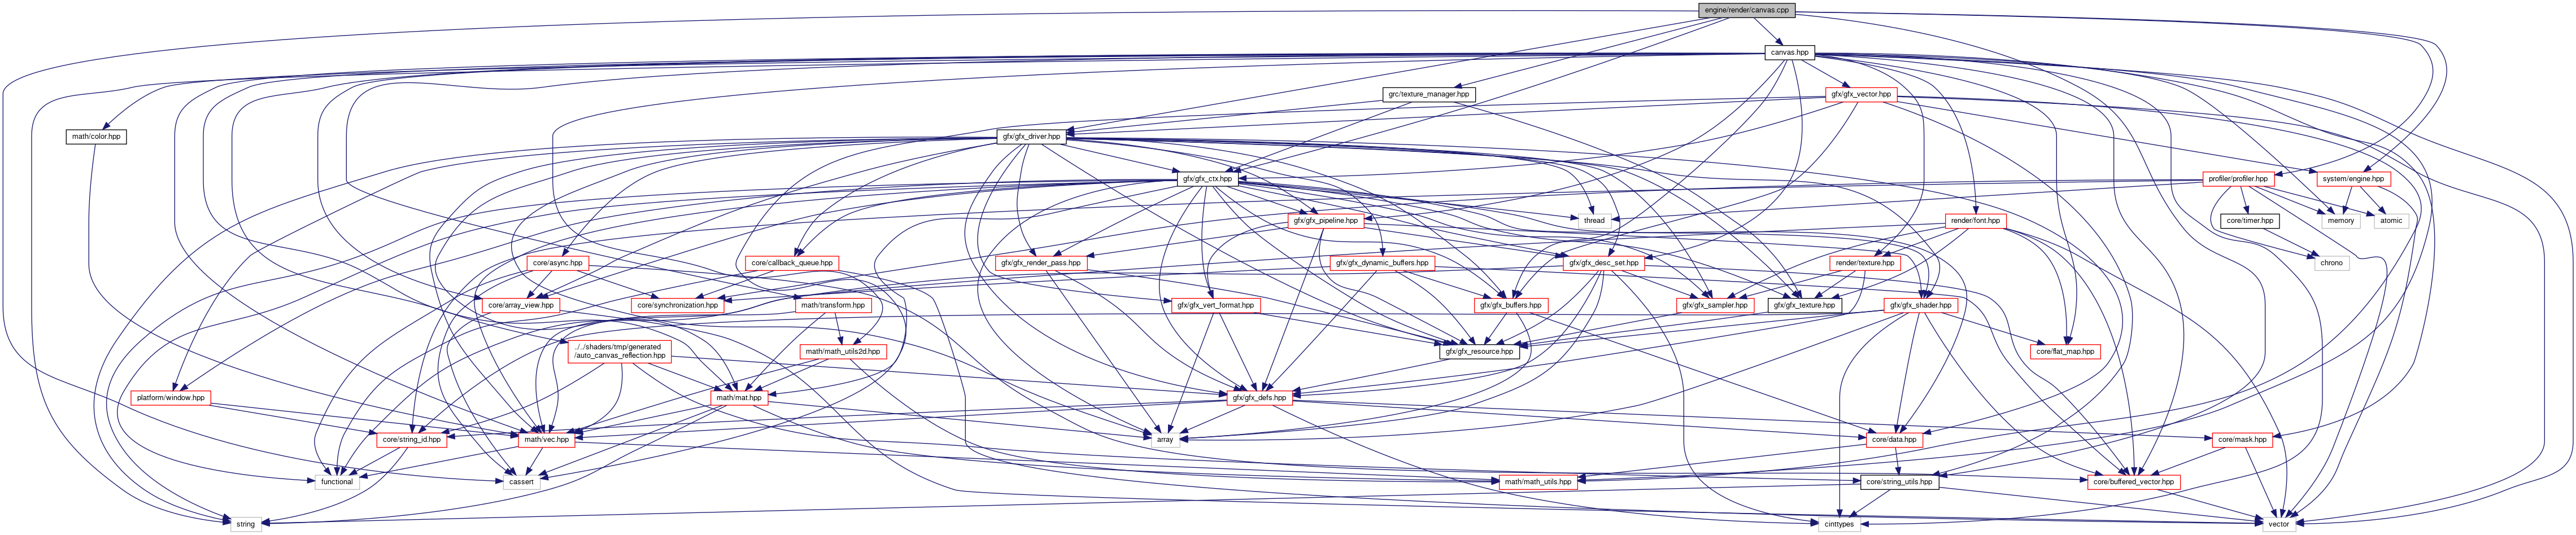 engine/render/canvas.cpp
canvas.hpp
grc/texture_manager.hpp
gfx/gfx_vector.hpp
math/color.hpp
gfx/gfx_driver.hpp
gfx/gfx_ctx.hpp
profiler/profiler.hpp
system/engine.hpp
gfx/gfx_pipeline.hpp
thread
render/font.hpp
core/timer.hpp
memory
atomic
core/async.hpp
core/callback_queue.hpp
gfx/gfx_render_pass.hpp
gfx/gfx_dynamic_buffers.hpp
gfx/gfx_desc_set.hpp
render/texture.hpp
chrono
core/array_view.hpp
core/synchronization.hpp
math/transform.hpp
gfx/gfx_vert_format.hpp
gfx/gfx_buffers.hpp
gfx/gfx_sampler.hpp
gfx/gfx_texture.hpp
gfx/gfx_shader.hpp
../../shaders/tmp/generated
/auto_canvas_reflection.hpp
math/math_utils2d.hpp
gfx/gfx_resource.hpp
core/flat_map.hpp
platform/window.hpp
math/mat.hpp
gfx/gfx_defs.hpp
core/string_id.hpp
math/vec.hpp
array
core/data.hpp
core/mask.hpp
functional
cassert
math/math_utils.hpp
core/string_utils.hpp
core/buffered_vector.hpp
string
cinttypes
vector